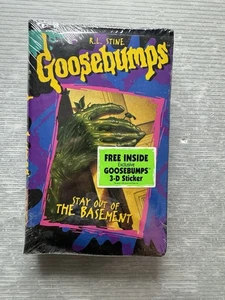 R.L. STINE
Goosebumps
FREE INSIDE
Exclusive
GOOSEBUMPS
3-D Sticker
STAY OUT OF
THE BASEMENT